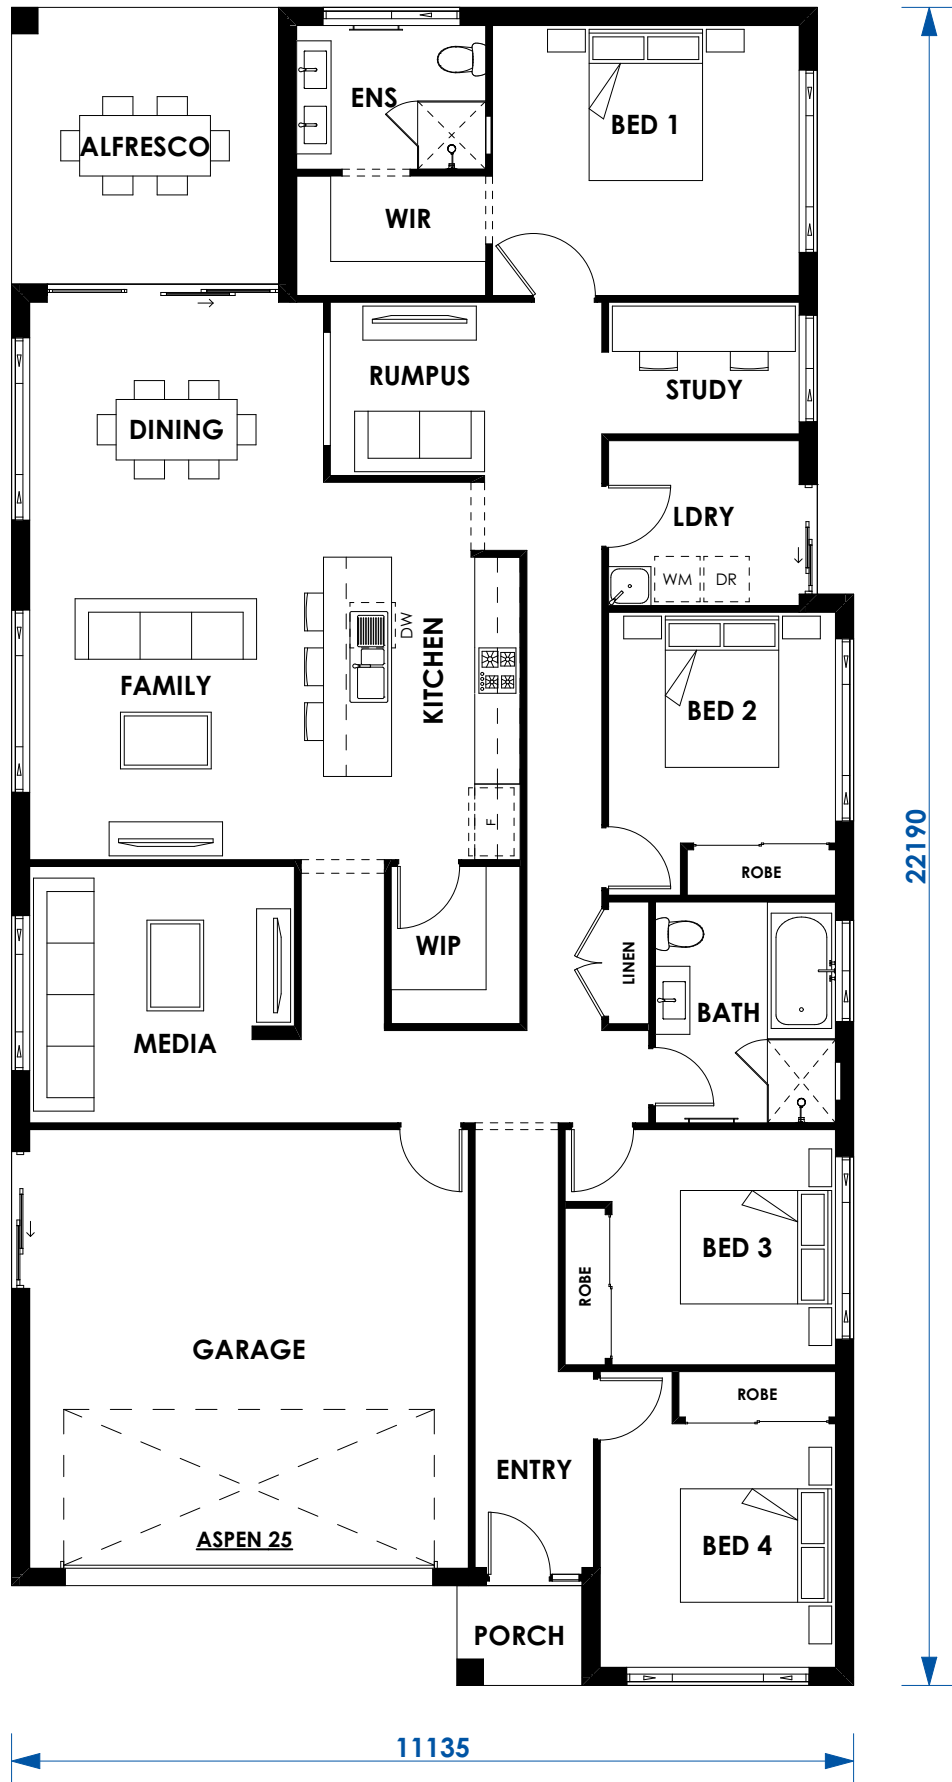 ENS
BED 1
ALFRESCO
WIR
RUMPUS
STUDY
DINING
LDRY
WM
DR
DW
KITCHEN
FAMILY
BED 2
F
ROBE
22190
WIP
LINEN
BATH
MEDIA
BED 3
ROBE
GARAGE
ROBE
ENTRY
ASPEN 25
BED 4
PORCH
11135